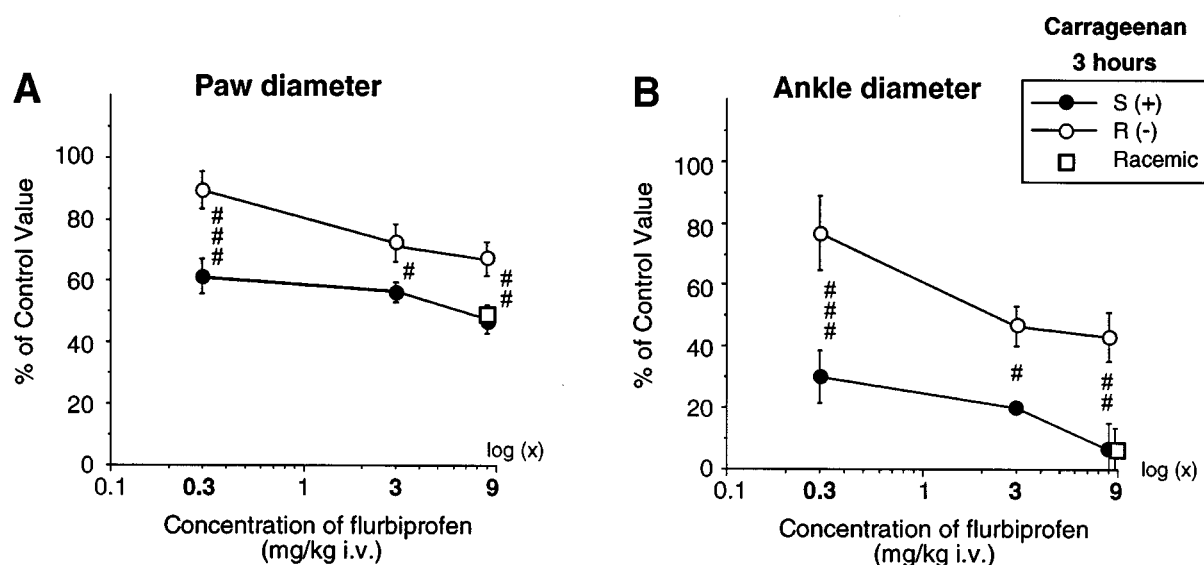 Carrageenan
3 hours
S (+)
R (-)
Racemic
A
Paw diameter
% of Control Value
100
80
60
40
20
0
#
#
#
#
#
#
log (x)
0.1
0.3
1
3
9
Concentration of flurbiprofen
(mg/kg i.v.)
B
Ankle diameter
% of Control Value
100
80
60
40
20
0
#
#
#
#
#
#
log (x)
0.1
0.3
1
3
9
Concentration of flurbiprofen
(mg/kg i.v.)